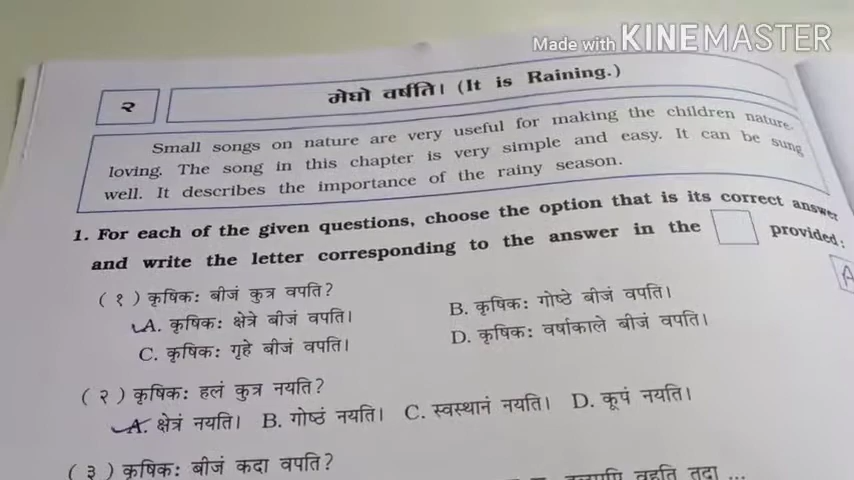 Made with KINEMASTER
२ मेघो वर्षति। (It is Raining.)
Small songs on nature are very useful for making the children nature-
loving. The song in this chapter is very simple and easy. It can be sung
well. It describes the importance of the rainy season.
1. For each of the given questions, choose the option that is its correct answer
and write the letter corresponding to the answer in the provided:
A
(१) कृषिकः बीजं कुत्र वपति?
A. कृषिकः क्षेत्रे बीजं वपति। B. कृषिकः गोष्ठे बीजं वपति।
C. कृषिकः गृहे बीजं वपति। D. कृषिकः वर्षाकाले बीजं वपति।
(२) कृषिकः हलं कुत्र नयति?
A. क्षेत्रं नयति। B. गोष्ठं नयति। C. स्वस्थानं नयति। D. कूपं नयति।
(३) कृषिकः बीजं कदा वपति?
वहति तदा ...